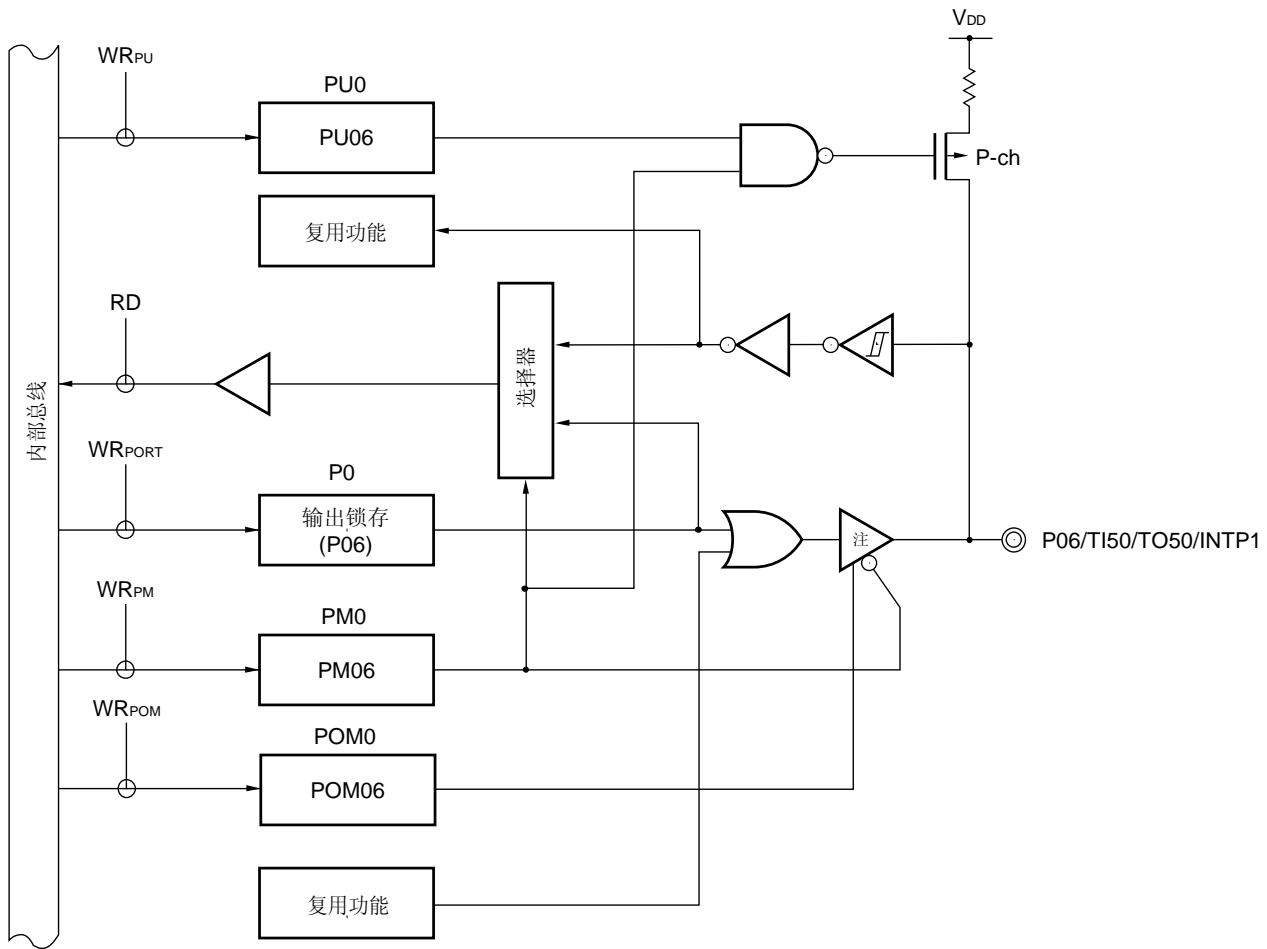 VDD
WRPU
PU0
PU06
P-ch
复用功能
RD
选择器
内部总线
WRPORT
P0
输出锁存
(P06)
注
P06/TI50/TO50/INTP1
WRPM
PM0
PM06
WRPOM
POM0
POM06
复用功能